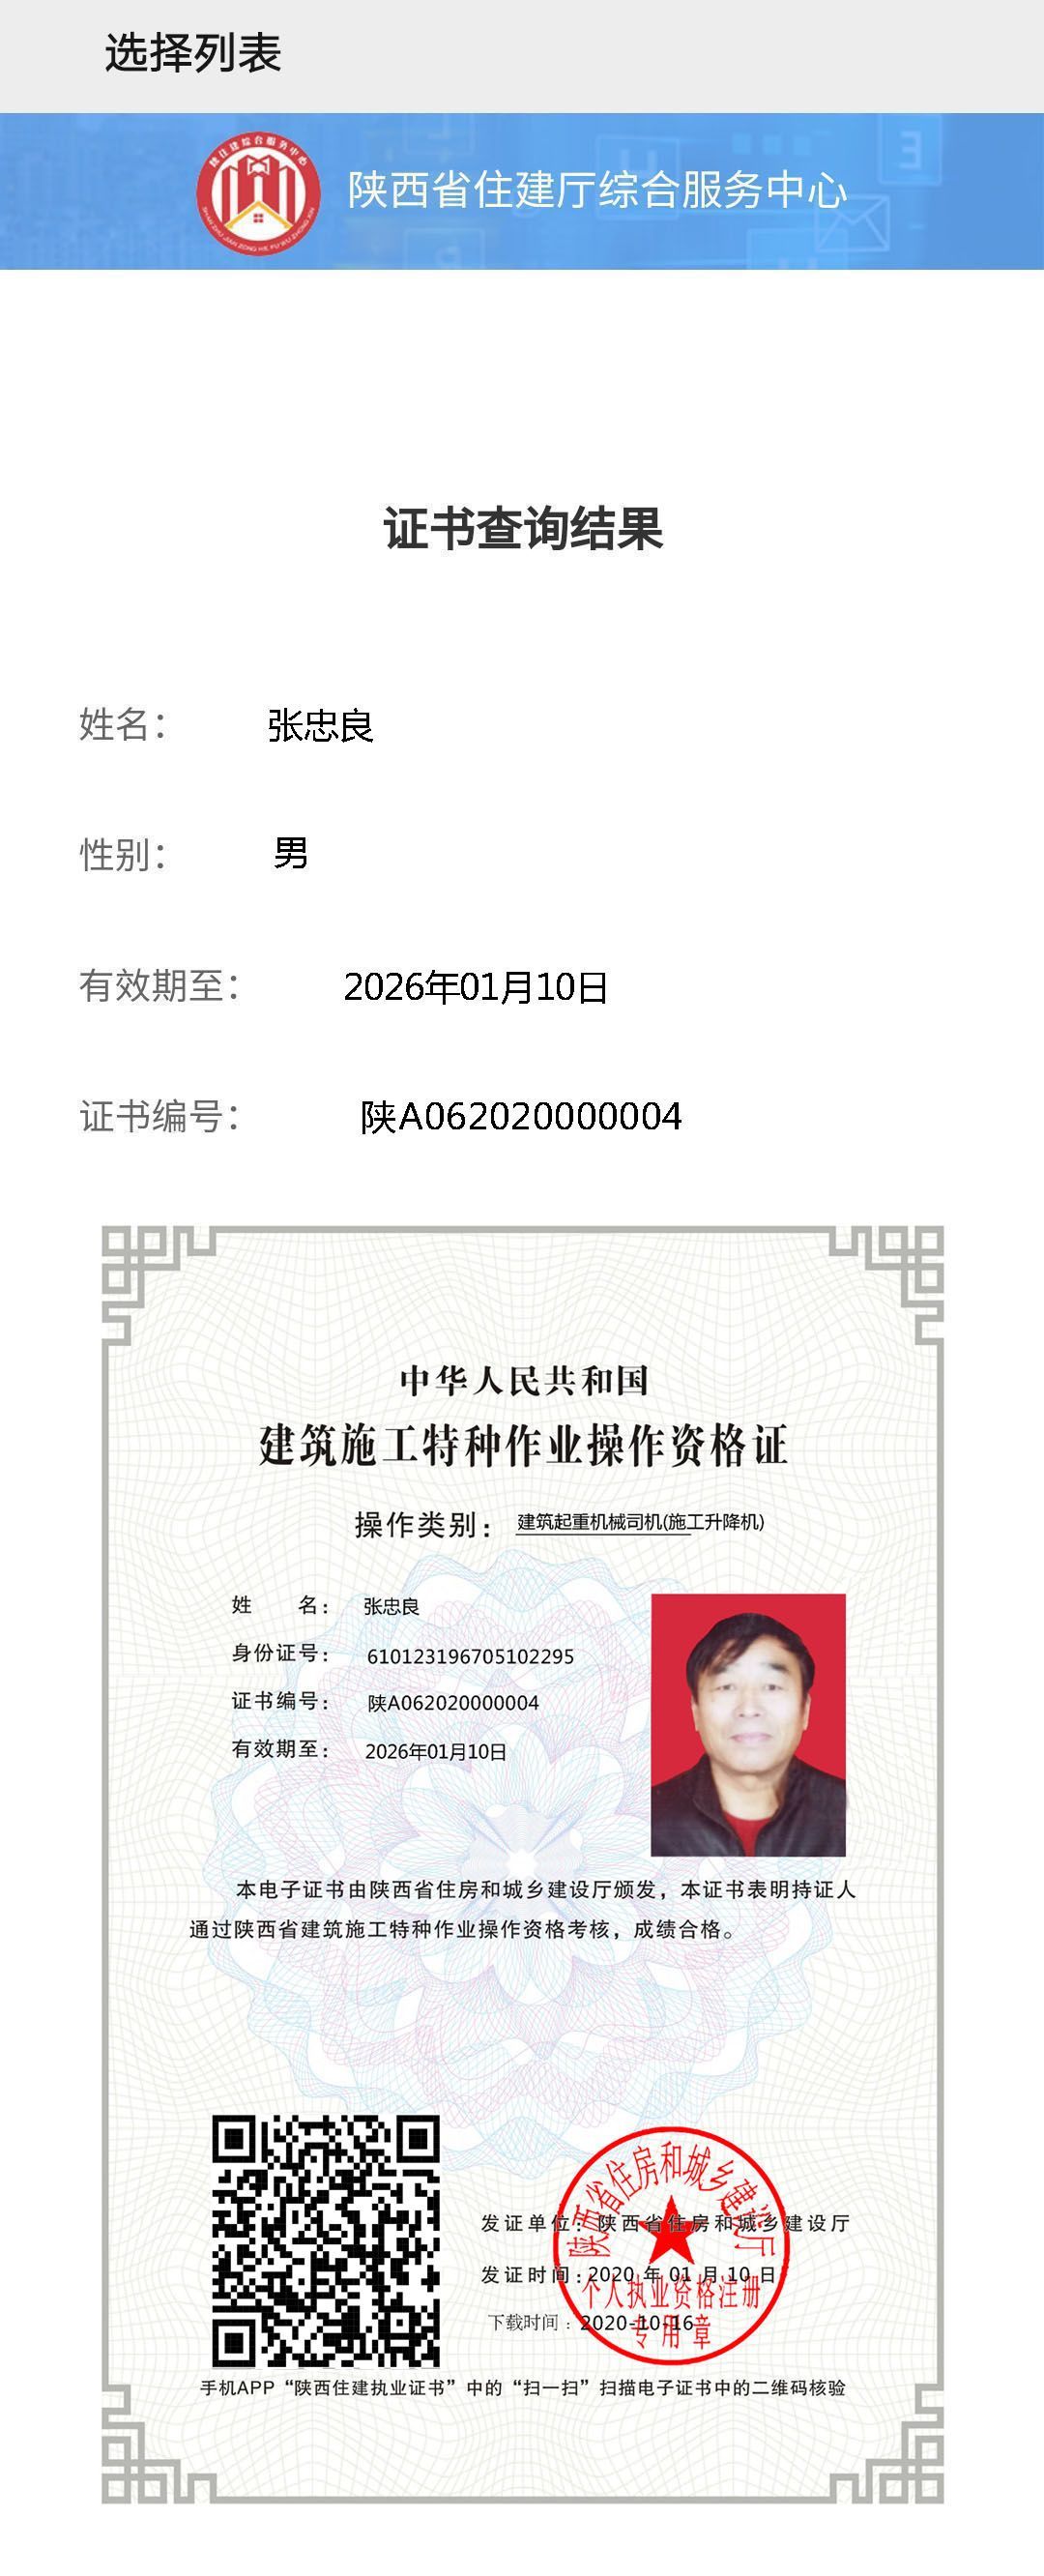 选择列表
陕西省住建厅综合服务中心
证书查询结果
姓名： 张忠良
性别： 男
有效期至： 2026年01月10日
证书编号： 陕A062020000004
中华人民共和国
建筑施工特种作业操作资格证
操作类别： 建筑起重机械司机(施工升降机)
姓 名： 张忠良
身份证号： 610123196705102295
证书编号： 陕A062020000004
有效期至： 2026年01月10日
本电子证书由陕西省住房和城乡建设厅颁发，本证书表明持证人
通过陕西省建筑施工特种作业操作资格考核，成绩合格。
陕西省住房和城乡建设厅
发证单位：陕西省住房和城乡建设厅
发证时间：2020 年 01 月 10 日
个人执业资格注册
下载时间：2020-10-16
专用章
手机APP“陕西住建执业证书”中的“扫一扫”扫描电子证书中的二维码核验